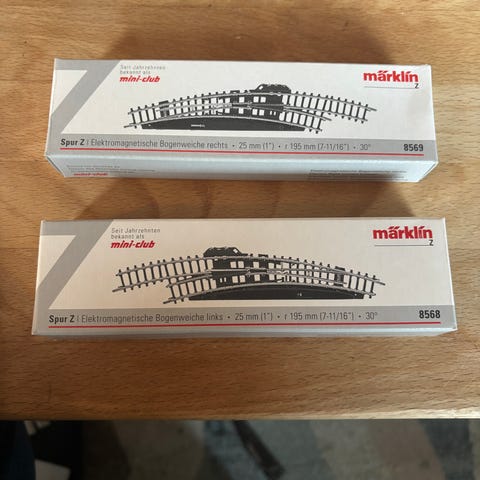 Seit Jahrzehnten
bekannt als
mini-club
märklin
Z
Spur Z | Elektromagnetische Bogenweiche rechts • 25 mm (1") • r 195 mm (7-11/16") • 30°
8569
märklin
Seit Jahrzehnten
bekannt als
mini-club
märklin
Z
Spur Z | Elektromagnetische Bogenweiche links • 25 mm (1") • r 195 mm (7-11/16") • 30°
8568